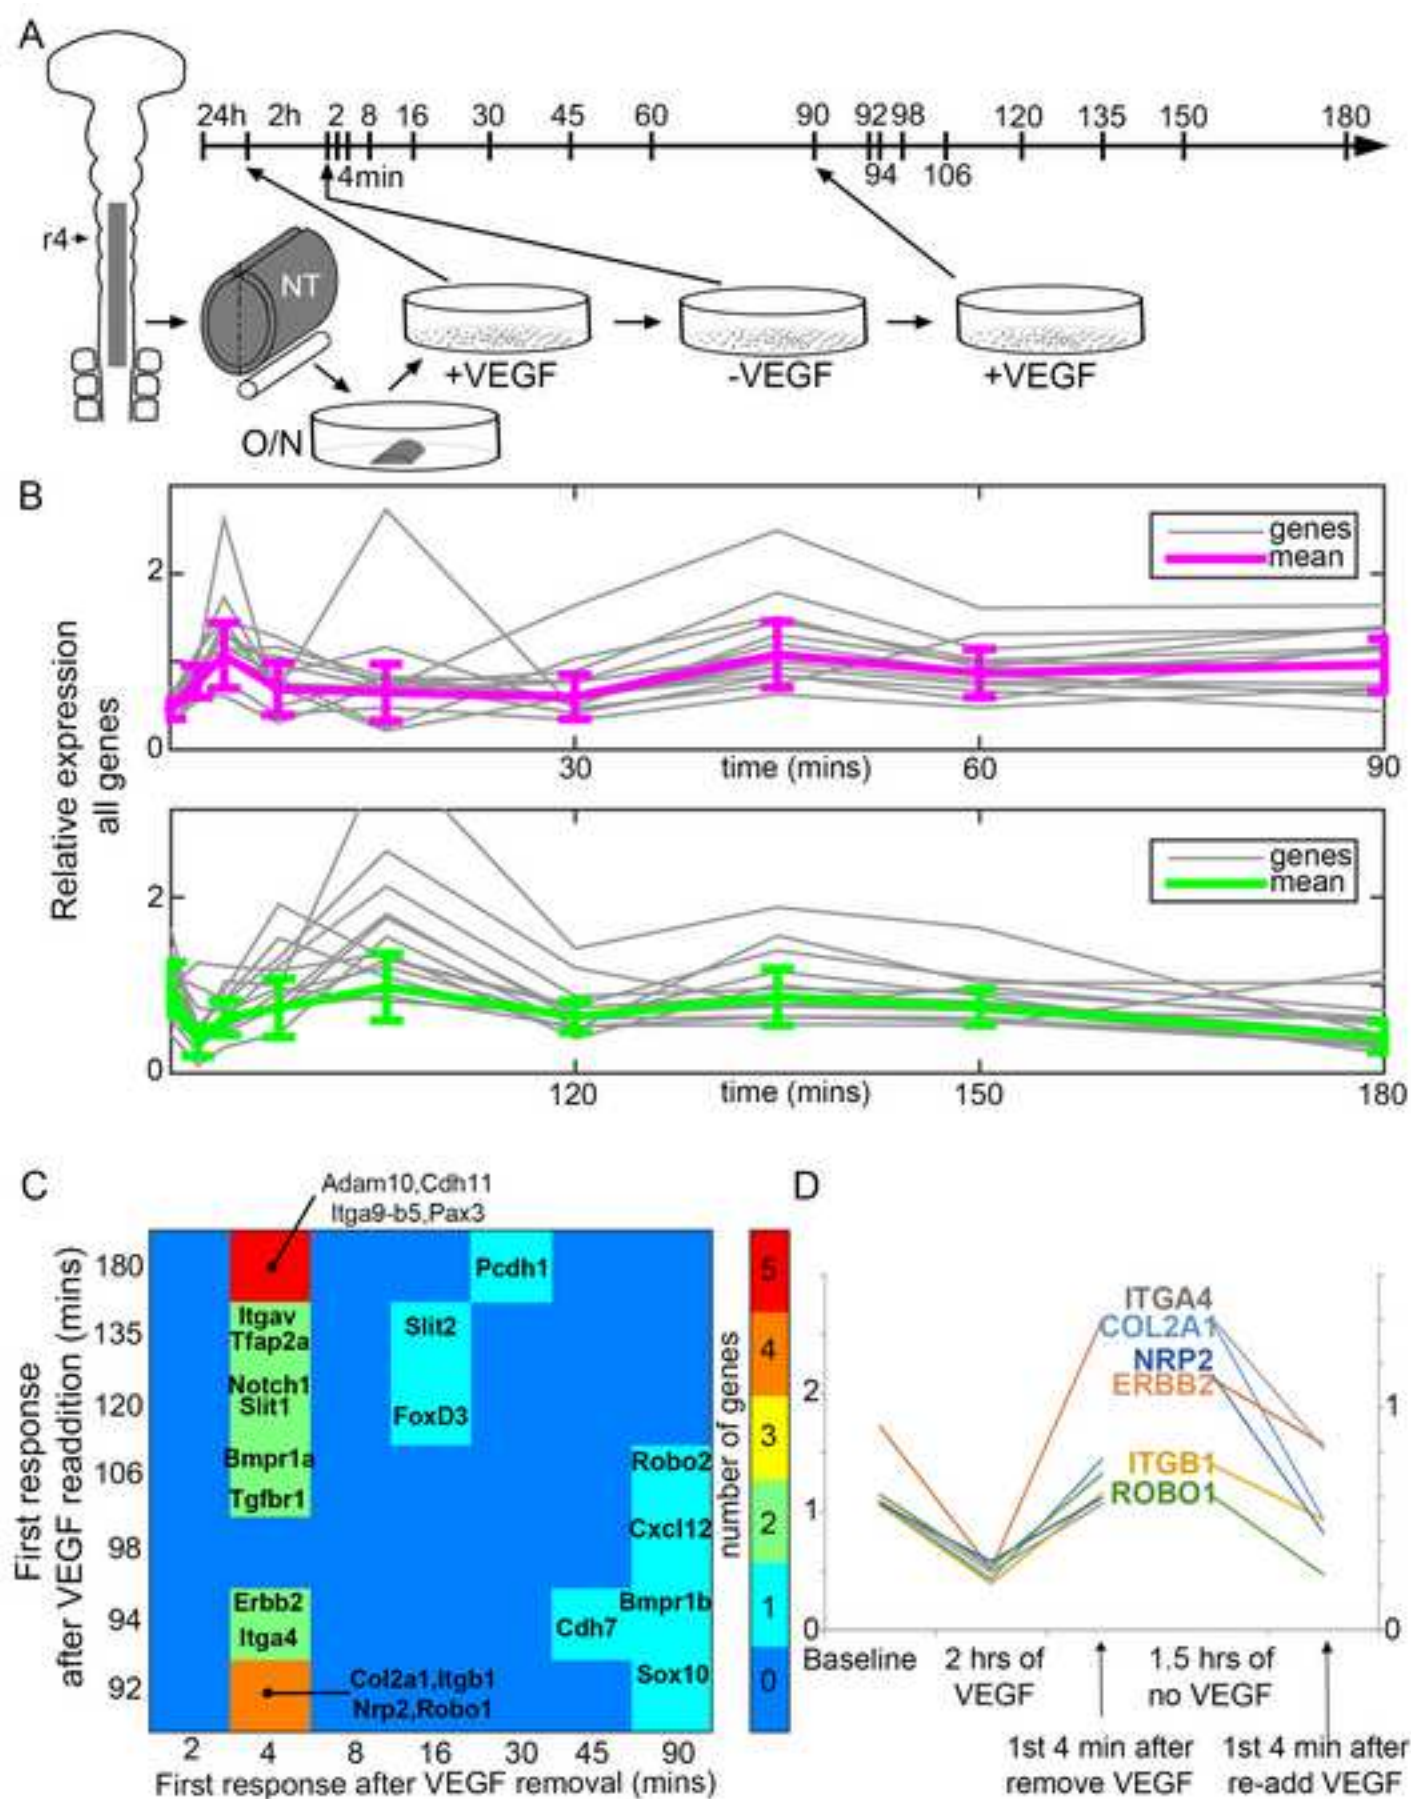 A
24h 2h 2 8 16 30 45 60 90 92 98 120 135 150 180
4min 94 106
r4
NT
+VEGF
-VEGF
+VEGF
O/N
B
Relative expression
all genes
genes
mean
2
0
30 time (mins) 60 90
genes
mean
2
0
120 time (mins) 150 180
C
Adam10,Cdh11
Itga9-b5,Pax3
First response
after VEGF readdition (mins)
180
135
120
106
98
94
92
Pcdh1
Itgav
Tfap2a
Slit2
Notch1
Slit1
FoxD3
Bmpr1a
Tgfbr1
Robo2
Cxcl12
Erbb2
Itga4
Bmpr1b
Cdh7
Col2a1,Itgb1
Nrp2,Robo1
Sox10
2 4 8 16 30 45 90
First response after VEGF removal (mins)
number of genes
5
4
3
2
1
0
D
ITGA4
COL2A1
NRP2
ERBB2
ITGB1
ROBO1
2
1
0
1
0
Baseline
2 hrs of
VEGF
1.5 hrs of
no VEGF
1st 4 min after
remove VEGF
1st 4 min after
re-add VEGF